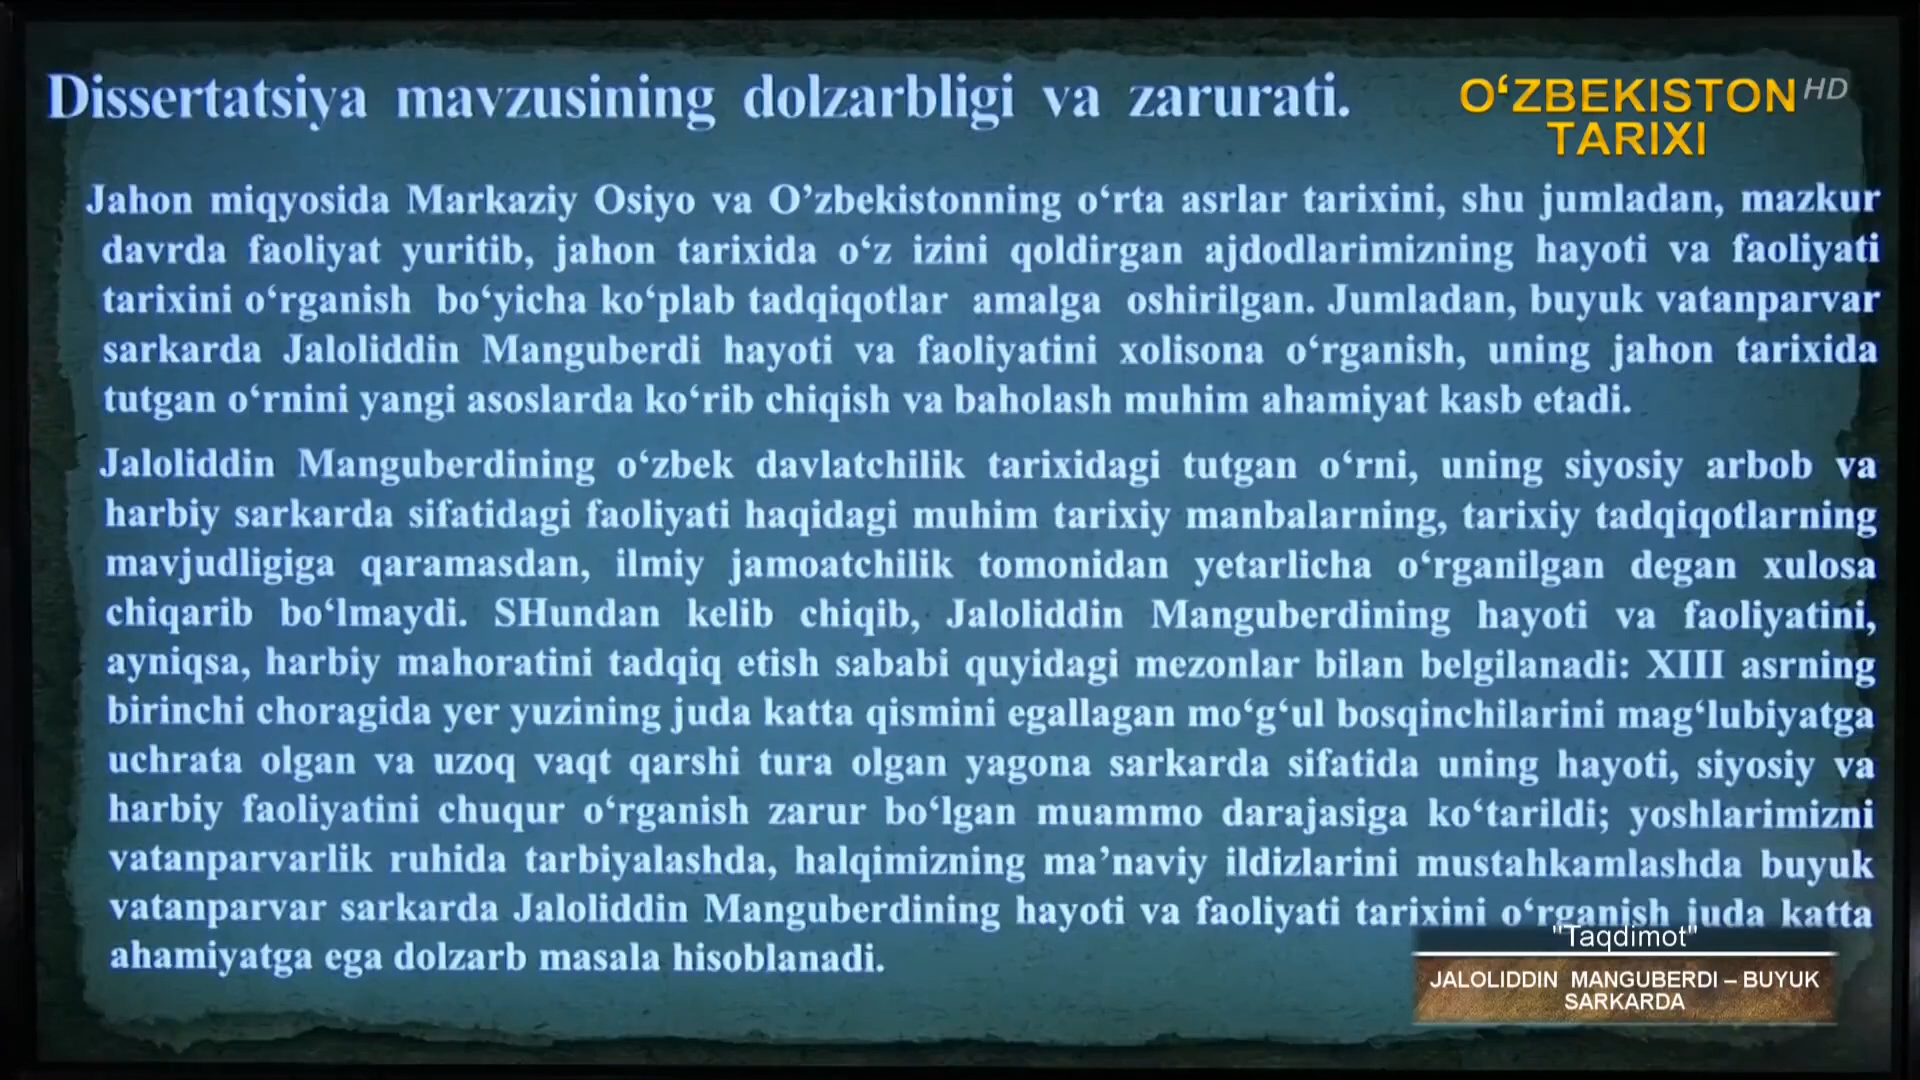 Dissertatsiya mavzusining dolzarbligi va zarurati.
O‘ZBEKISTON HD
TARIXI
Jahon miqyosida Markaziy Osiyo va O’zbekistonning o‘rta asrlar tarixini, shu jumladan, mazkur
davrda faoliyat yuritib, jahon tarixida o‘z izini qoldirgan ajdodlarimizning hayoti va faoliyati
tarixini o‘rganish bo‘yicha ko‘plab tadqiqotlar amalga oshirilgan. Jumladan, buyuk vatanparvar
sarkarda Jaloliddin Manguberdi hayoti va faoliyatini xolisona o‘rganish, uning jahon tarixida
tutgan o‘rnini yangi asoslarda ko‘rib chiqish va baholash muhim ahamiyat kasb etadi.
Jaloliddin Manguberdining o‘zbek davlatchilik tarixidagi tutgan o‘rni, uning siyosiy arbob va
harbiy sarkarda sifatidagi faoliyati haqidagi muhim tarixiy manbalarning, tarixiy tadqiqotlarning
mavjudligiga qaramasdan, ilmiy jamoatchilik tomonidan yetarlicha o‘rganilgan degan xulosa
chiqarib bo‘lmaydi. SHundan kelib chiqib, Jaloliddin Manguberdining hayoti va faoliyatini,
ayniqsa, harbiy mahoratini tadqiq etish sababi quyidagi mezonlar bilan belgilanadi: XIII asrning
birinchi choragida yer yuzining juda katta qismini egallagan mo‘g‘ul bosqinchilarini mag‘lubiyatga
uchrata olgan va uzoq vaqt qarshi tura olgan yagona sarkarda sifatida uning hayoti, siyosiy va
harbiy faoliyatini chuqur o‘rganish zarur bo‘lgan muammo darajasiga ko‘tarildi; yoshlarimizni
vatanparvarlik ruhida tarbiyalashda, halqimizning ma’naviy ildizlarini mustahkamlashda buyuk
vatanparvar sarkarda Jaloliddin Manguberdining hayoti va faoliyati tarixini o‘rganish juda katta
ahamiyatga ega dolzarb masala hisoblanadi.
"Taqdimot"
JALOLIDDIN MANGUBERDI – BUYUK
SARKARDA